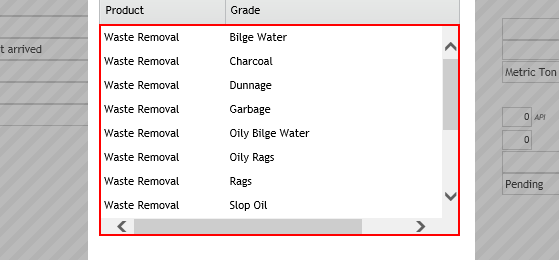 Product Grade
Waste Removal Bilge Water
t arrived
Waste Removal Charcoal
Metric Ton
Waste Removal Dunnage
Waste Removal Garbage
0 API
Waste Removal Oily Bilge Water
0
Waste Removal Oily Rags
Waste Removal Rags
Pending
Waste Removal Slop Oil